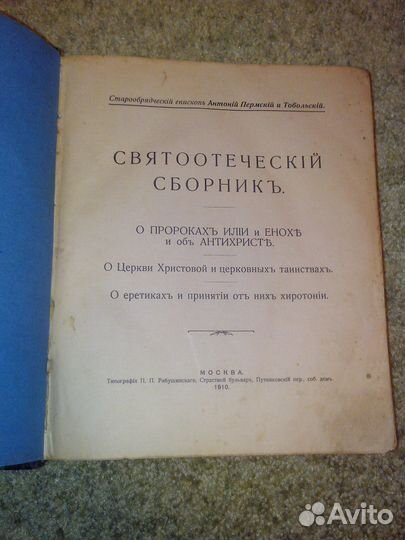 Старообрядческій епископъ Антоній Пермскій и Тобольскій.
СВЯТООТЕЧЕСКІЙ
СБОРНИКЪ.
О ПРОРОКАХЪ ИЛІИ и ЕНОХѢ
и объ АНТИХРИСТѢ.
О Церкви Христовой и церковныхъ таинствахъ.
О еретикахъ и принятіи отъ нихъ хиротоніи.
МОСКВА.
Типографія П. П. Рябушинскаго, Страстной бульваръ, Путинковскій пер., соб. домъ.
1910.
Avito